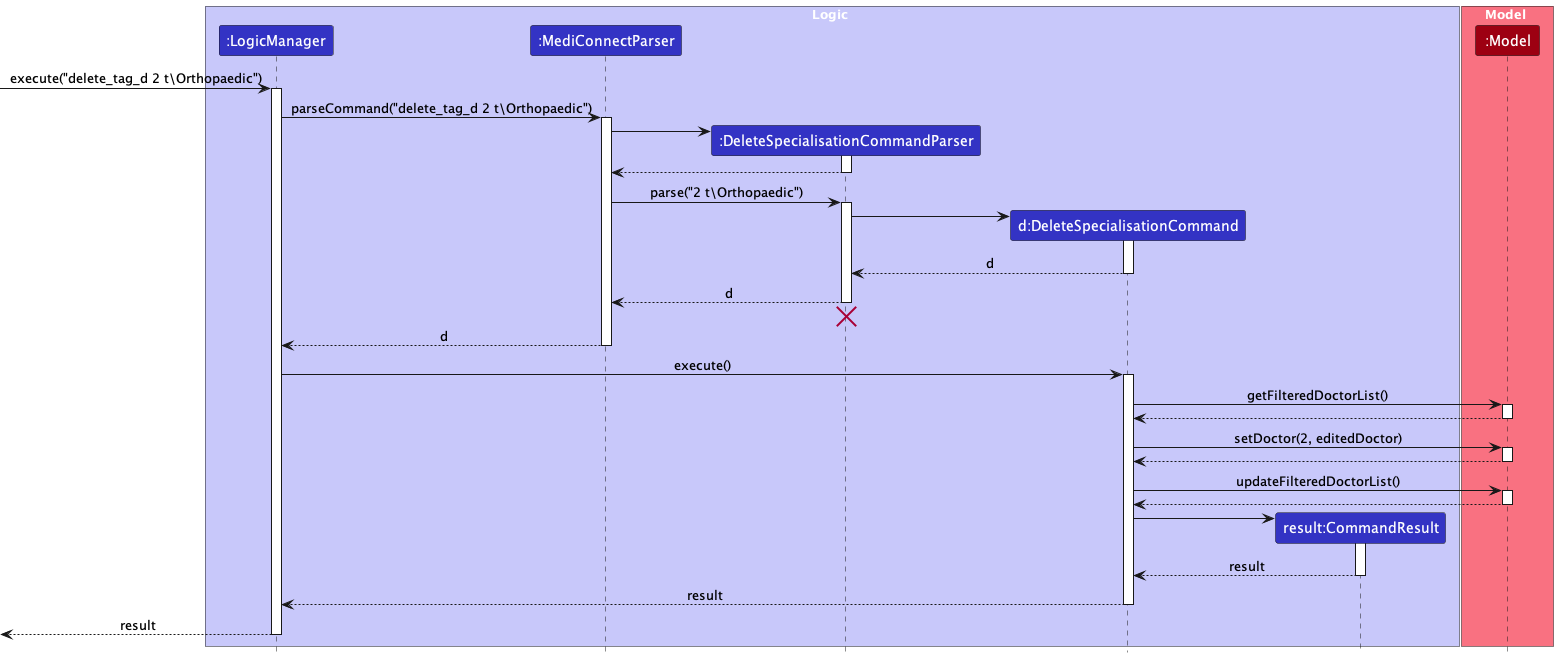 Logic
Model
:LogicManager
:MediConnectParser
:Model
execute("delete_tag_d 2 t\Orthopaedic")
parseCommand("delete_tag_d 2 t\Orthopaedic")
:DeleteSpecialisationCommandParser
parse("2 t\Orthopaedic")
d:DeleteSpecialisationCommand
d
d
d
execute()
getFilteredDoctorList()
setDoctor(2, editedDoctor)
updateFilteredDoctorList()
result:CommandResult
result
result
result